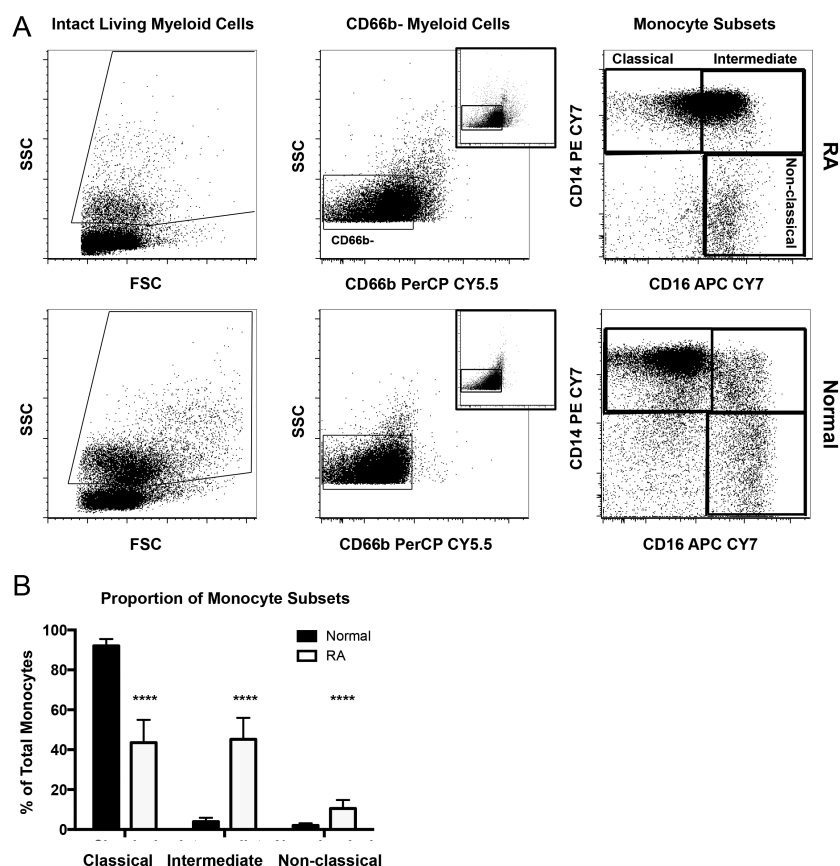 A
Intact Living Myeloid Cells
CD66b- Myeloid Cells
Monocyte Subsets
SSC
FSC
SSC
CD66b-
CD66b PerCP CY5.5
Classical
Intermediate
Non-classical
CD14 PE CY7
CD16 APC CY7
RA
SSC
FSC
SSC
CD66b PerCP CY5.5
CD14 PE CY7
CD16 APC CY7
Normal
B
Proportion of Monocyte Subsets
% of Total Monocytes
100
80
60
40
20
0
Normal
RA
****
****
****
Classical
Intermediate
Non-classical